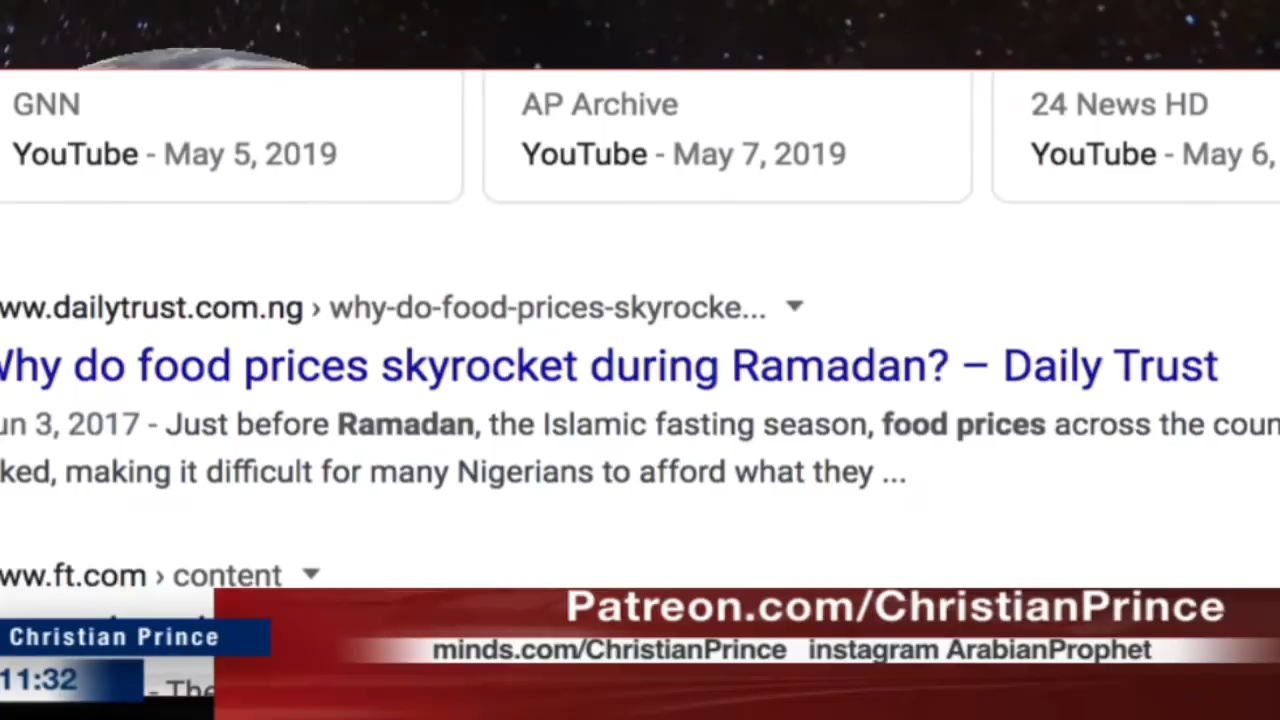 GNN
YouTube - May 5, 2019
AP Archive
YouTube - May 7, 2019
24 News HD
YouTube - May 6,
ww.dailytrust.com.ng › why-do-food-prices-skyrocke...
Why do food prices skyrocket during Ramadan? – Daily Trust
un 3, 2017 - Just before Ramadan, the Islamic fasting season, food prices across the coun
ked, making it difficult for many Nigerians to afford what they ...
ww.ft.com › content
- The
Christian Prince
11:32
Patreon.com/ChristianPrince
minds.com/ChristianPrince instagram ArabianProphet